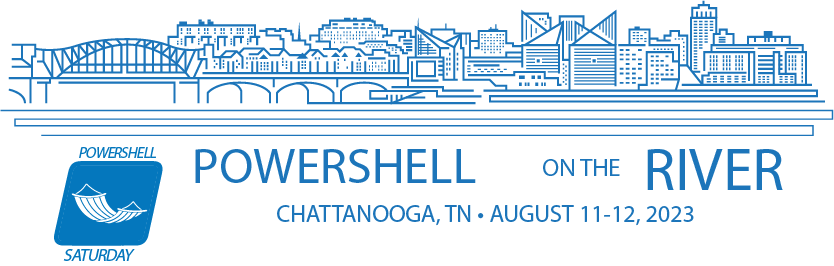 POWERSHELL
SATURDAY
POWERSHELL ON THE RIVER
CHATTANOOGA, TN • AUGUST 11-12, 2023